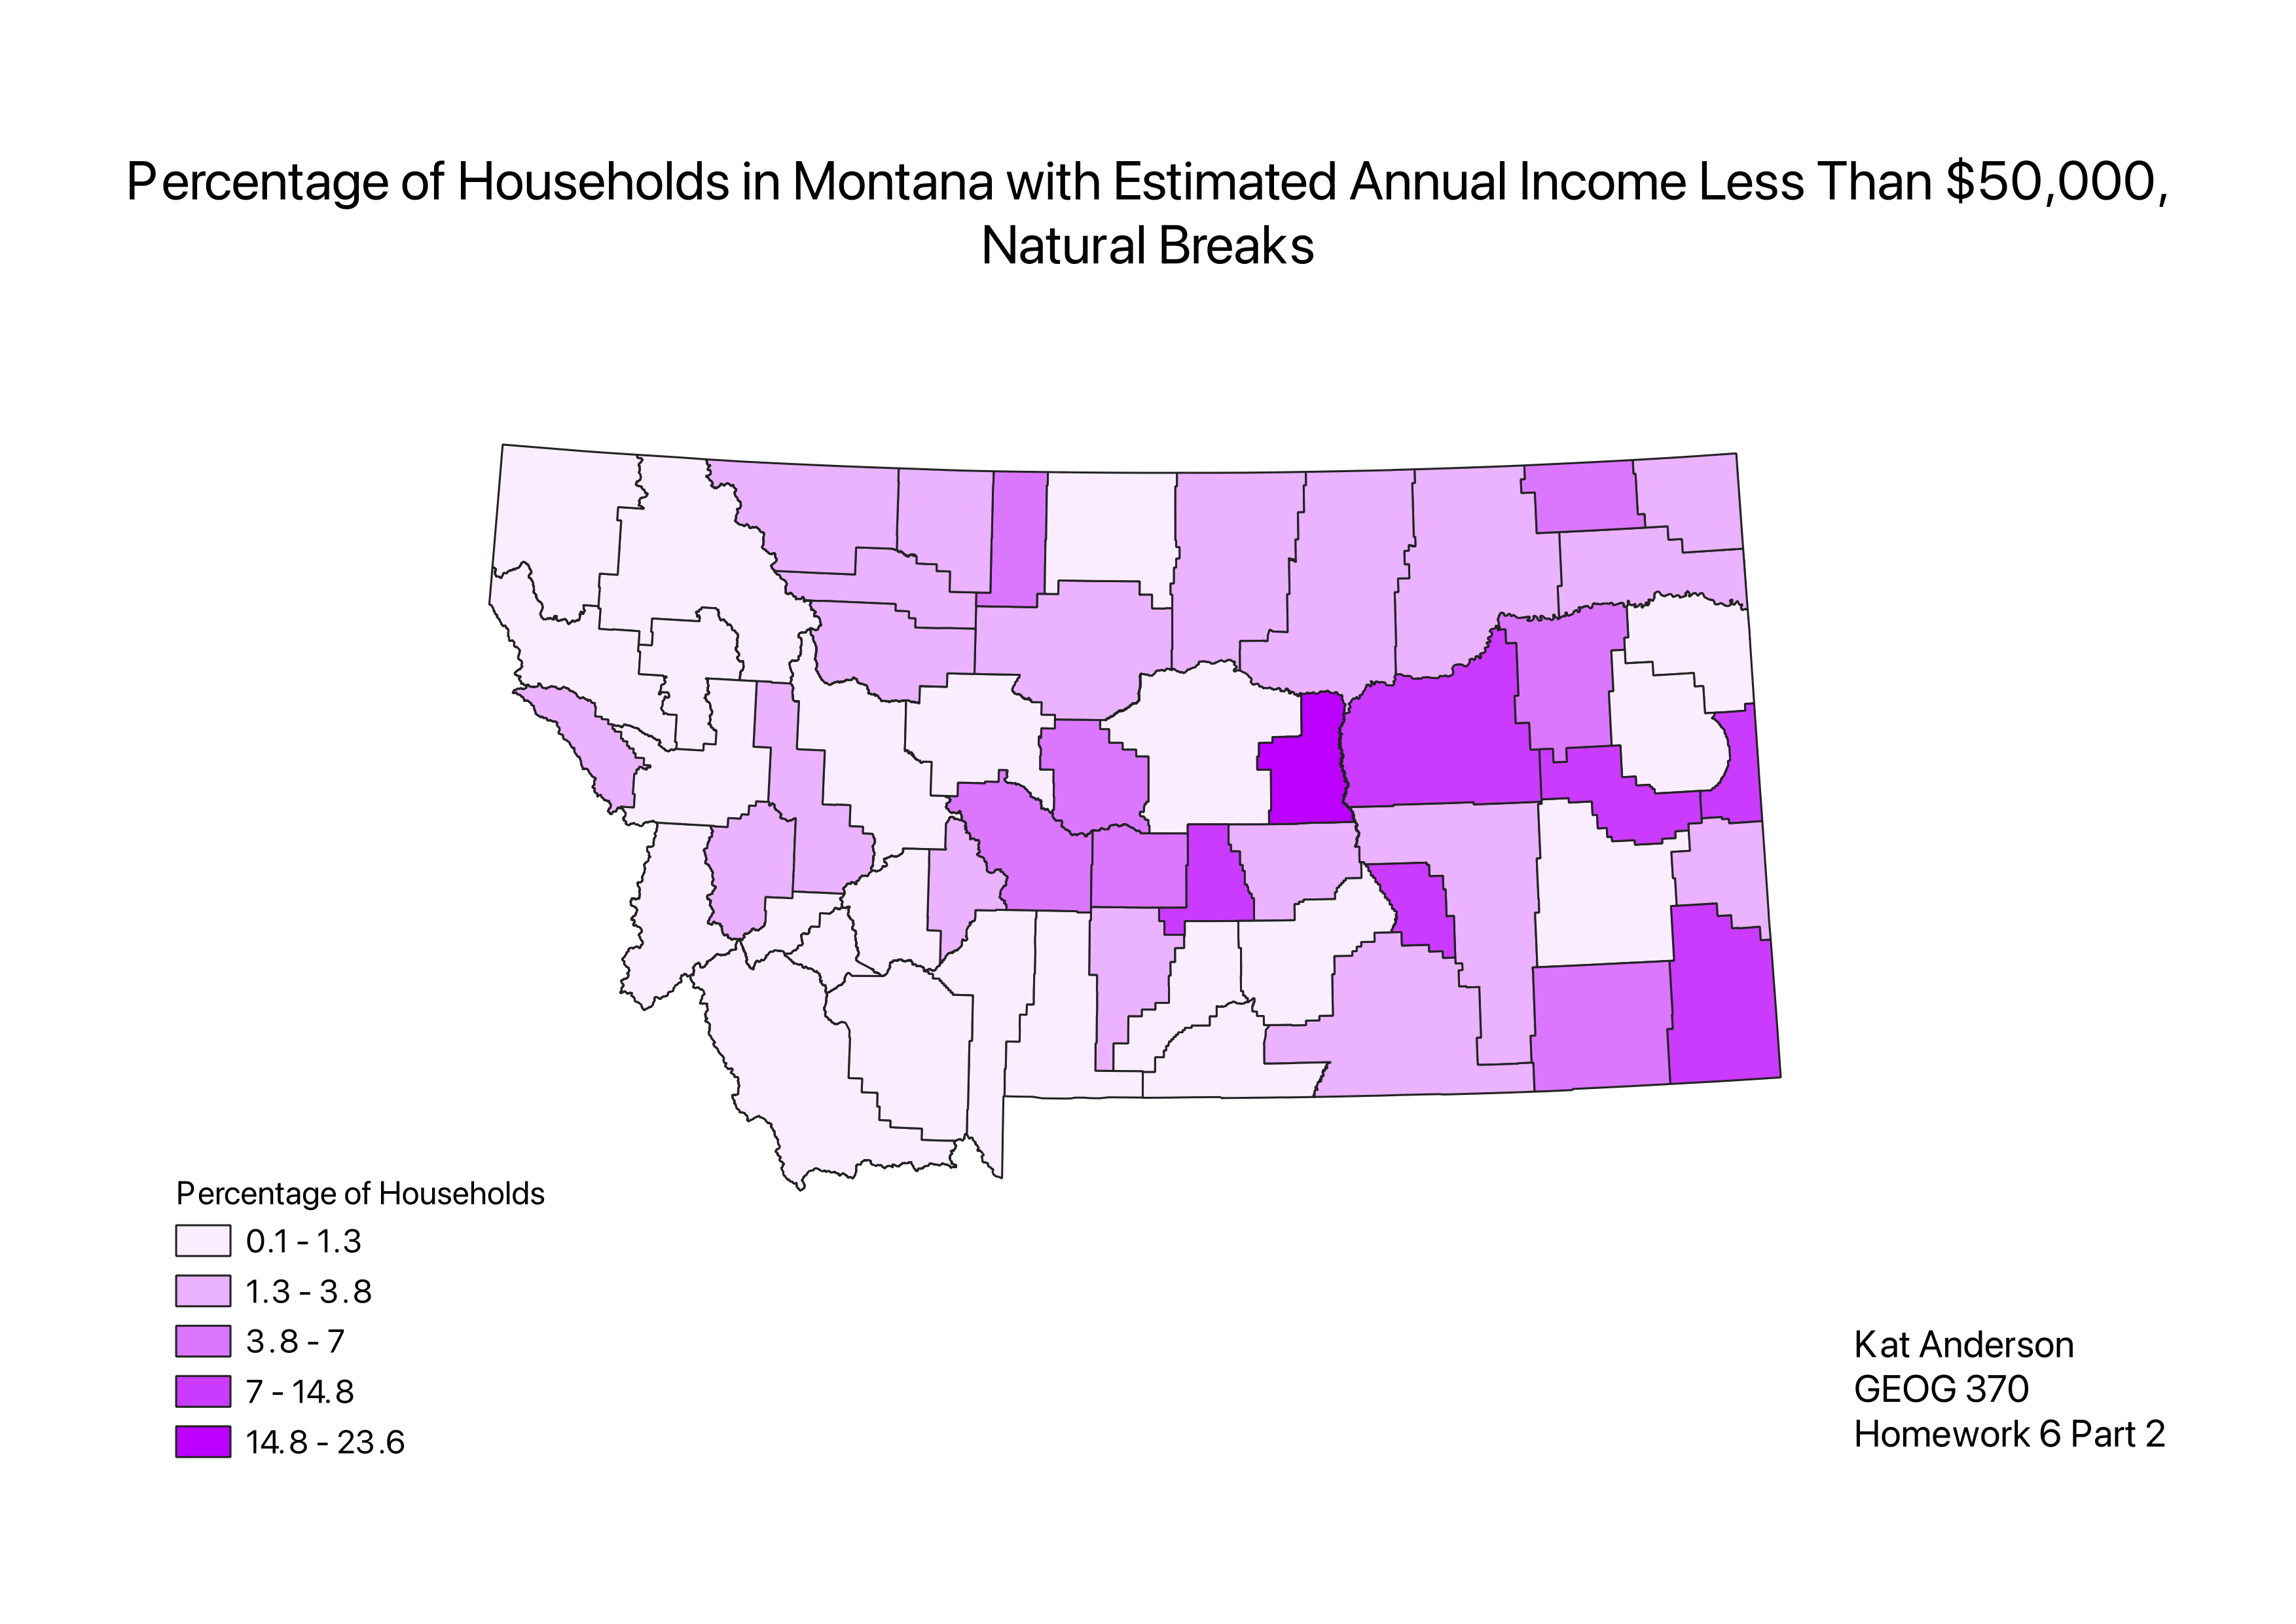 Percentage of Households in Montana with Estimated Annual Income Less Than $50,000,
Natural Breaks
Percentage of Households
0.1 - 1.3
1.3 - 3.8
3.8 - 7
7 - 14.8
14.8 - 23.6
Kat Anderson
GEOG 370
Homework 6 Part 2